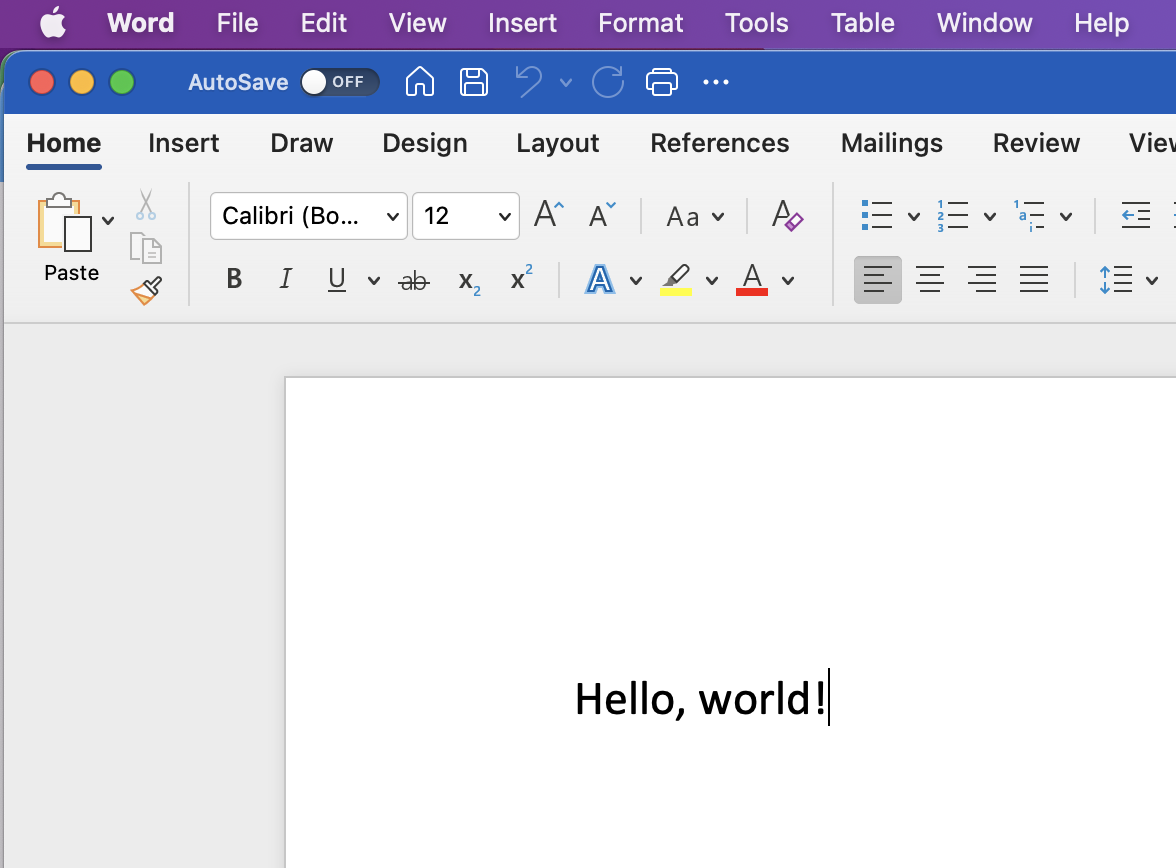 Word File Edit View Insert Format Tools Table Window Help
AutoSave OFF
Home Insert Draw Design Layout References Mailings Review
Paste
Calibri (Bo... 12 A A Aa A
B I U ab x2 x2 A A
Hello, world!